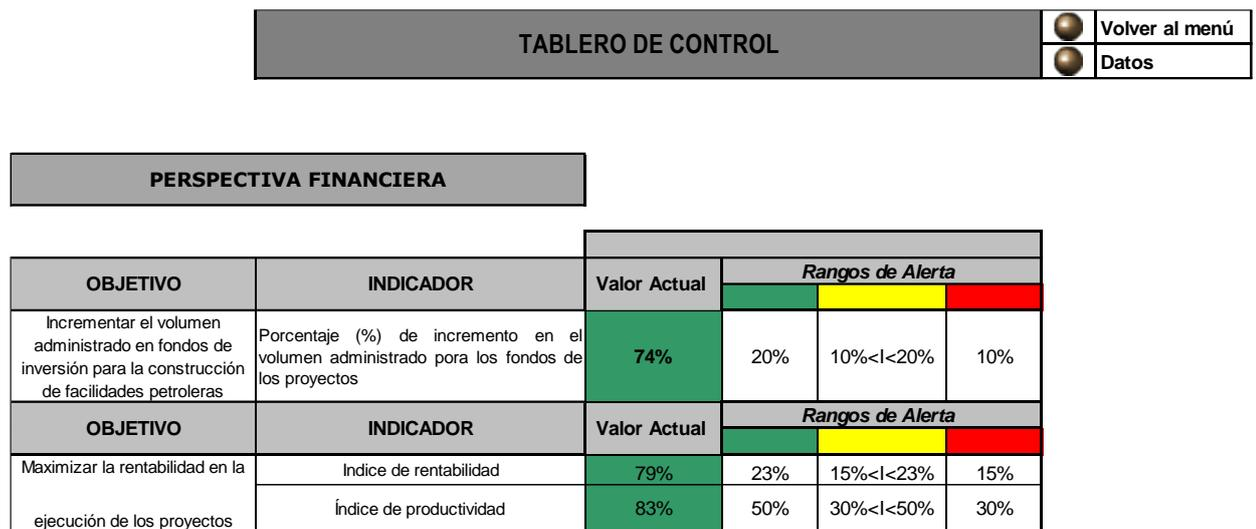 TABLERO DE CONTROL
Volver al menú
Datos
PERSPECTIVA FINANCIERA
OBJETIVO INDICADOR Valor Actual Rangos de Alerta
Incrementar el volumen
administrado en fondos de
inversión para la construcción
de facilidades petroleras
Porcentaje (%) de incremento en el
volumen administrado pora los fondos de
los proyectos
74% 20% 10%<I<20% 10%
OBJETIVO INDICADOR Valor Actual Rangos de Alerta
Maximizar la rentabilidad en la
ejecución de los proyectos
Indice de rentabilidad 79% 23% 15%<I<23% 15%
Índice de productividad 83% 50% 30%<I<50% 30%